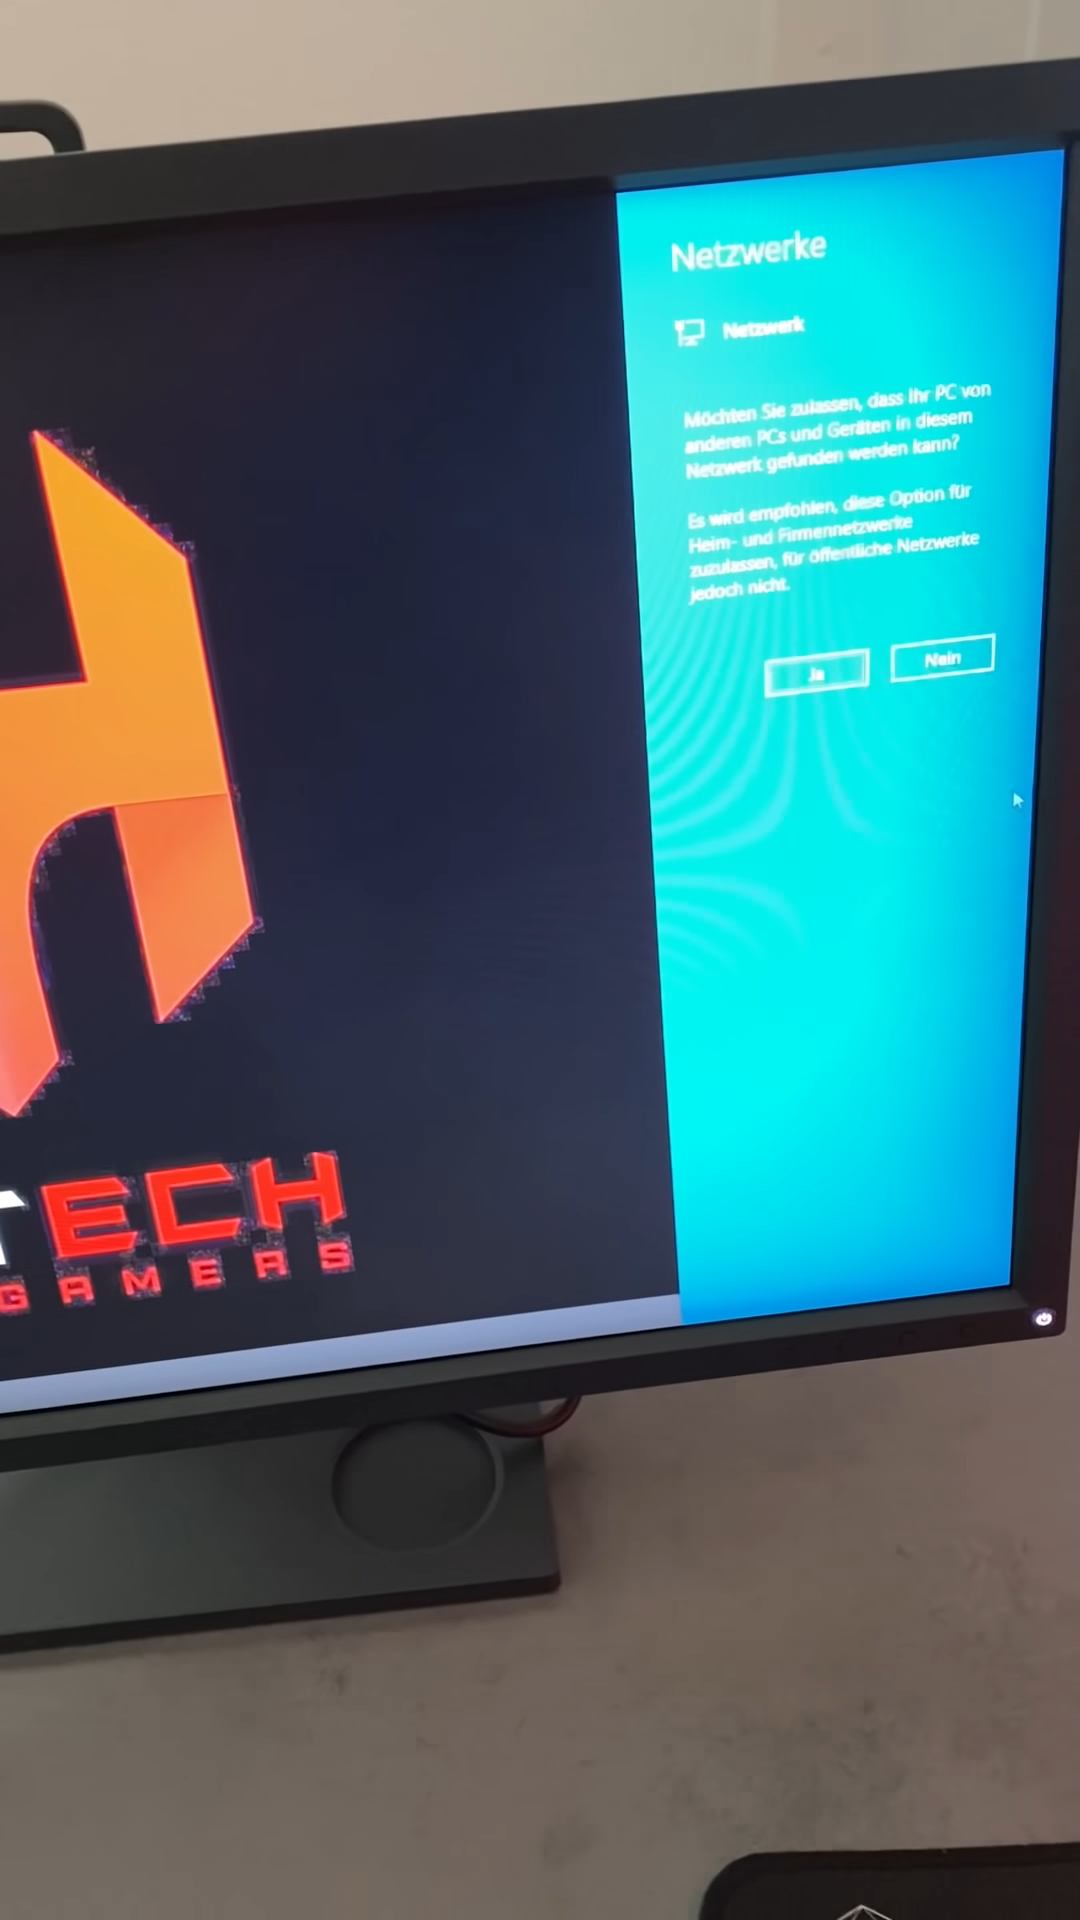 Netzwerke
Netzwerk
Möchten Sie zulassen, dass Ihr PC von
anderen PCs und Geräten in diesem
Netzwerk gefunden werden kann?
Es wird empfohlen, diese Option für
Heim- und Firmennetzwerke
zuzulassen, für öffentliche Netzwerke
jedoch nicht.
Ja
Nein
TECH
GAMERS